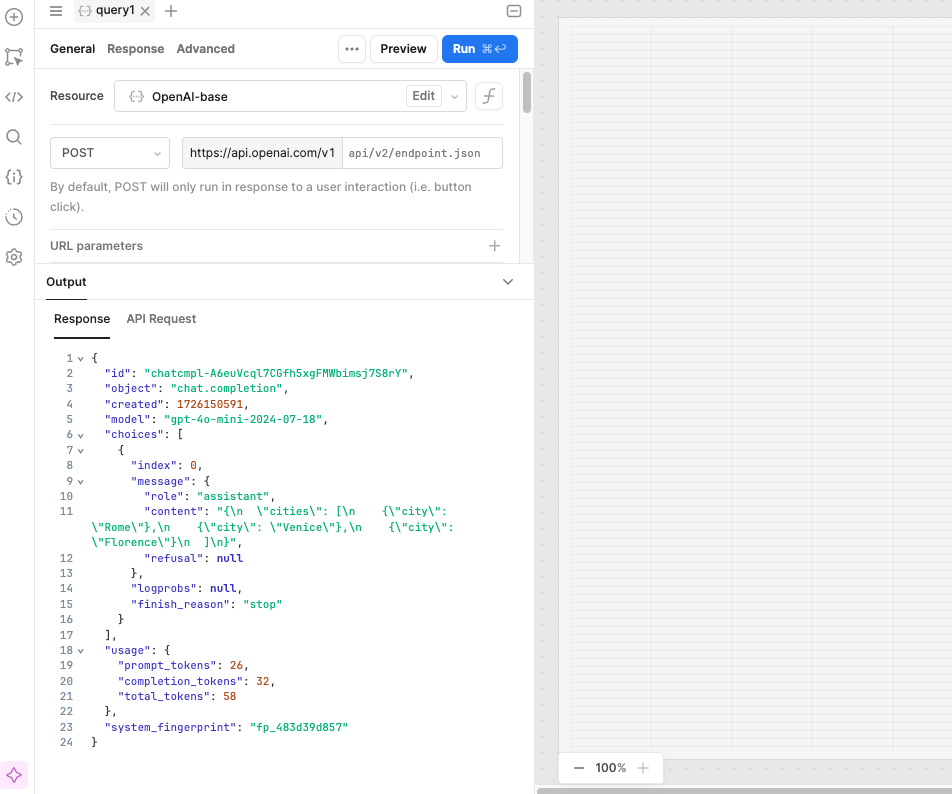 query1
General Response Advanced
Preview
Run ⌘↩
Resource
OpenAI-base
Edit
POST
https://api.openai.com/v1
api/v2/endpoint.json
By default, POST will only run in response to a user interaction (i.e. button
click).
URL parameters
Output
Response API Request
1 {
2 "id": "chatcmpl-A6euVcql7CGfh5xgFMWbimsj7S8rY",
3 "object": "chat.completion",
4 "created": 1726150591,
5 "model": "gpt-4o-mini-2024-07-18",
6 "choices": [
7 {
8 "index": 0,
9 "message": {
10 "role": "assistant",
11 "content": "{\n  \"cities\": [\n    {\"city\":
\"Rome\"},\n    {\"city\": \"Venice\"},\n    {\"city\":
\"Florence\"}\n  ]\n}",
12 "refusal": null
13 },
14 "logprobs": null,
15 "finish_reason": "stop"
16 }
17 ],
18 "usage": {
19 "prompt_tokens": 26,
20 "completion_tokens": 32,
21 "total_tokens": 58
22 },
23 "system_fingerprint": "fp_483d39d857"
24 }
100%